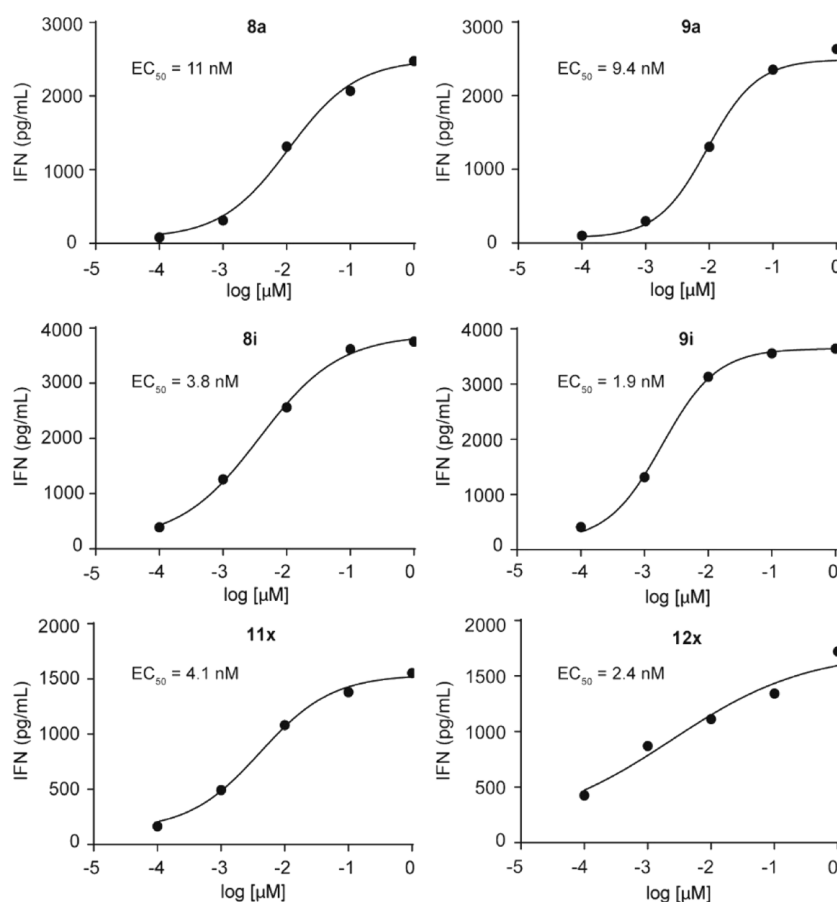 8a
EC50 = 11 nM
IFN (pg/mL)
3000
2000
1000
0
-5 -4 -3 -2 -1 0
log [µM]
9a
EC50 = 9.4 nM
IFN (pg/mL)
3000
2000
1000
0
-5 -4 -3 -2 -1 0
log [µM]
8i
EC50 = 3.8 nM
IFN (pg/mL)
4000
3000
2000
1000
0
-5 -4 -3 -2 -1 0
log [µM]
9i
EC50 = 1.9 nM
IFN (pg/mL)
4000
3000
2000
1000
0
-5 -4 -3 -2 -1 0
log [µM]
11x
EC50 = 4.1 nM
IFN (pg/mL)
2000
1500
1000
500
0
-5 -4 -3 -2 -1 0
log [µM]
12x
EC50 = 2.4 nM
IFN (pg/mL)
2000
1500
1000
500
0
-5 -4 -3 -2 -1 0
log [µM]